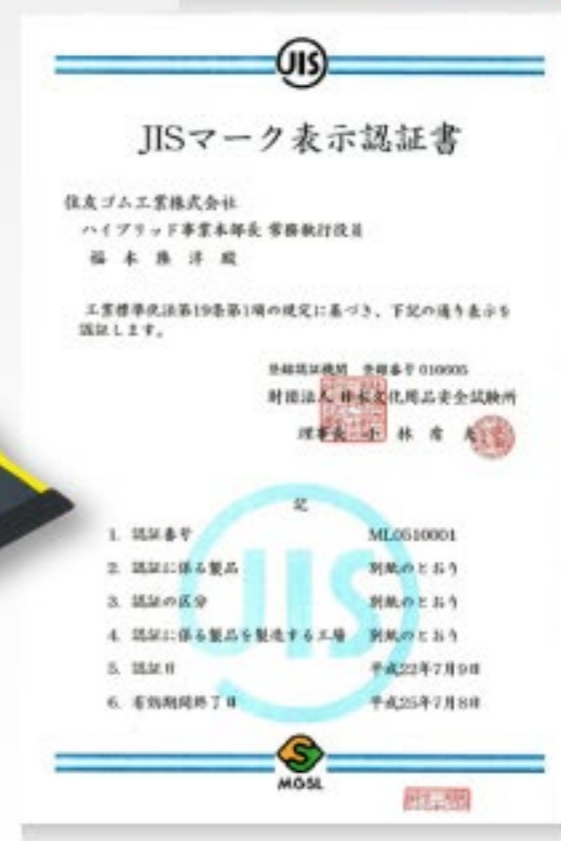 JIS
JISマーク表示認証書
住友ゴム工業株式会社
ハイブリッド事業本部長 常務執行役員
福本隆洋殿
工業標準化法第19条第1項の規定に基づき、下記の通り表示を
認証します。
登録認証機関 登録番号 010605
財団法人 日本文化用品安全試験所
理事長 小林
記
JIS
1. 認証番号 ML0510001
2. 認証に係る製品 別紙のとおり
3. 認証の区分 別紙のとおり
4. 認証に係る製品を製造する工場 別紙のとおり
5. 認証日 平成22年7月9日
6. 有効期間終了日 平成25年7月8日
MGSL